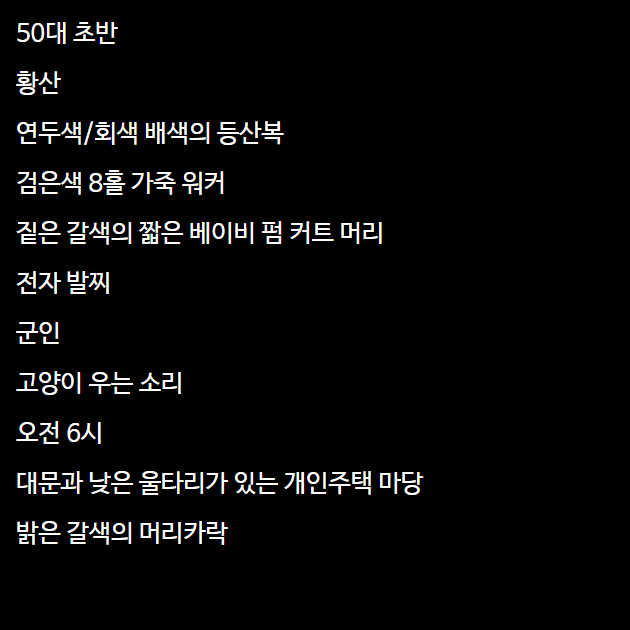 50대 초반
황산
연두색/회색 배색의 등산복
검은색 8홀 가죽 워커
짙은 갈색의 짧은 베이비 펌 커트 머리
전자 발찌
군인
고양이 우는 소리
오전 6시
대문과 낮은 울타리가 있는 개인주택 마당
밝은 갈색의 머리카락